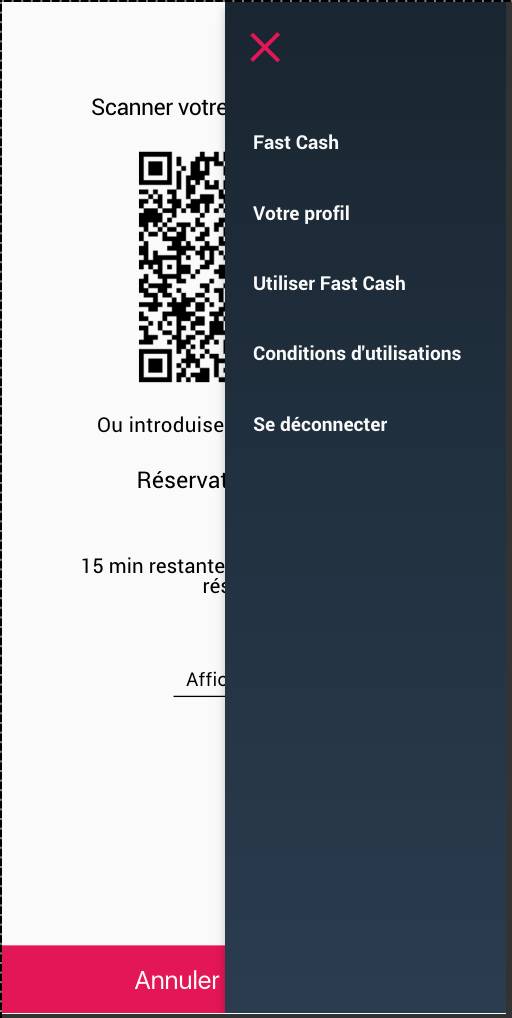 Scanner votre
Ou introduise
Réservat
15 min restante
rés
Affic
Annuler
Fast Cash
Votre profil
Utiliser Fast Cash
Conditions d'utilisations
Se déconnecter